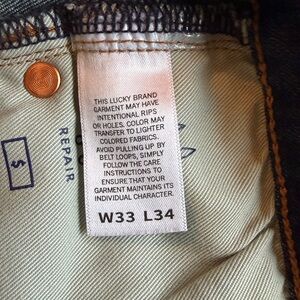 THIS LUCKY BRAND
GARMENT MAY HAVE
INTENTIONAL RIPS
OR HOLES. COLOR MAY
TRANSFER TO LIGHTER
COLORED FABRICS.
AVOID PULLING UP BY
BELT LOOPS, SIMPLY
FOLLOW THE CARE
INSTRUCTIONS TO
ENSURE THAT YOUR
GARMENT MAINTAINS ITS
INDIVIDUAL CHARACTER.
W33 L34
REPAIR
$